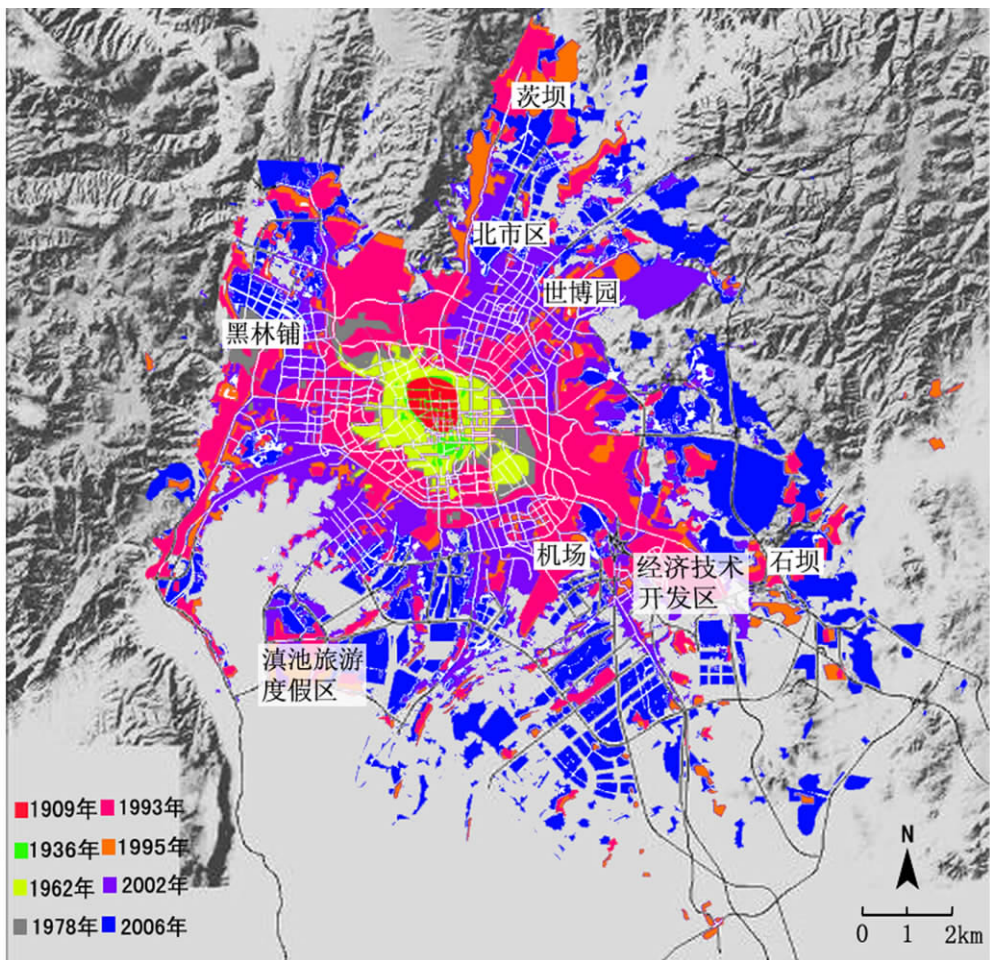 茨坝
北市区
世博园
黑林铺
机场
经济技术
开发区
石坝
滇池旅游
度假区
1909年 1993年
1936年 1995年
1962年 2002年
1978年 2006年
N
0 1 2km